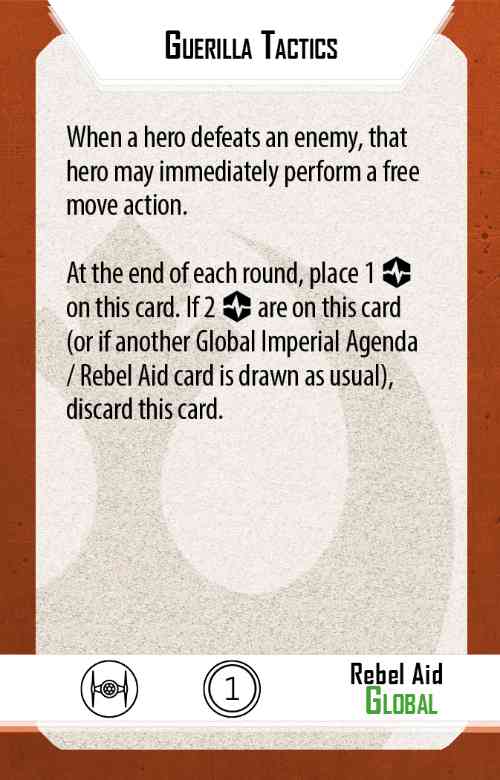 Guerilla Tactics
When a hero defeats an enemy, that
hero may immediately perform a free
move action.
At the end of each round, place 1
on this card. If 2 are on this card
(or if another Global Imperial Agenda
/ Rebel Aid card is drawn as usual),
discard this card.
1
Rebel Aid
Global